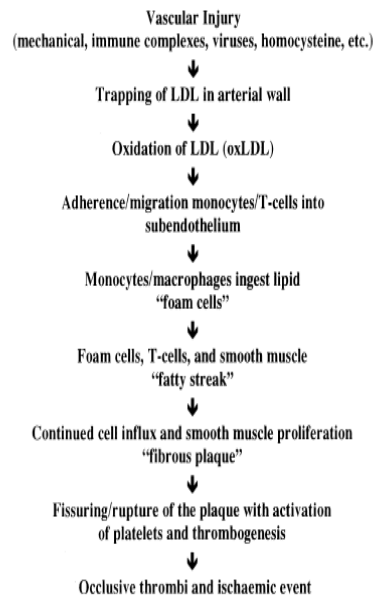 Vascular Injury
(mechanical, immune complexes, viruses, homocysteine, etc.)
Trapping of LDL in arterial wall
Oxidation of LDL (oxLDL)
Adherence/migration monocytes/T-cells into
subendothelium
Monocytes/macrophages ingest lipid
“foam cells”
Foam cells, T-cells, and smooth muscle
“fatty streak”
Continued cell influx and smooth muscle proliferation
“fibrous plaque”
Fissuring/rupture of the plaque with activation
of platelets and thrombogenesis
Occlusive thrombi and ischaemic event